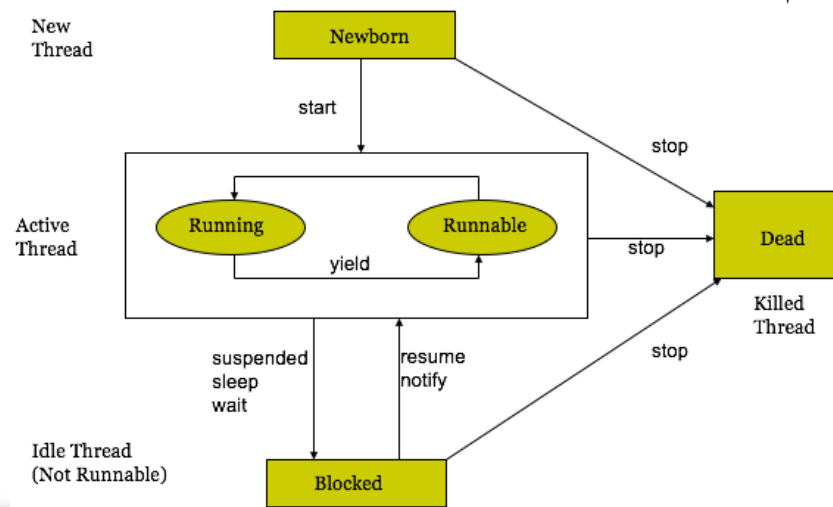 New
Thread
Newborn
start
stop
Active
Thread
Running
Runnable
yield
stop
Dead
Killed
Thread
suspended
sleep
wait
resume
notify
stop
Idle Thread
(Not Runnable)
Blocked